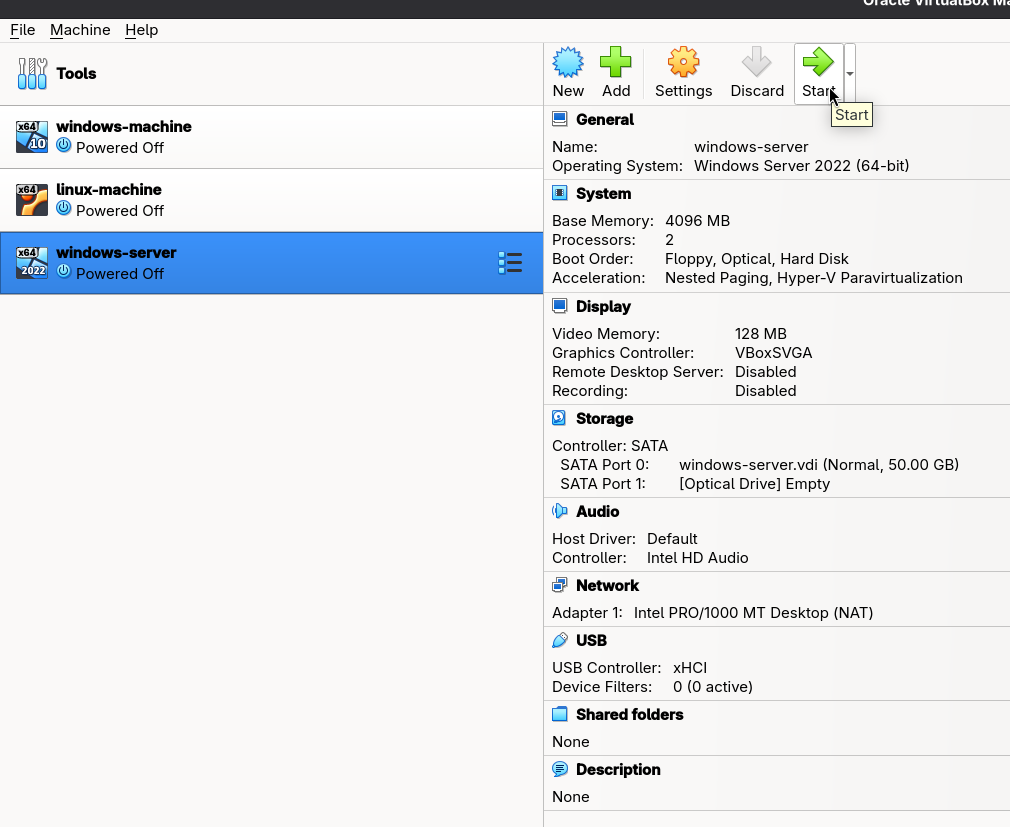 Oracle VirtualBox Ma
File Machine Help
Tools
New Add Settings Discard Start
Start
x64
10
windows-machine
Powered Off
x64
linux-machine
Powered Off
x64
2022
windows-server
Powered Off
General
Name: windows-server
Operating System: Windows Server 2022 (64-bit)
System
Base Memory: 4096 MB
Processors: 2
Boot Order: Floppy, Optical, Hard Disk
Acceleration: Nested Paging, Hyper-V Paravirtualization
Display
Video Memory: 128 MB
Graphics Controller: VBoxSVGA
Remote Desktop Server: Disabled
Recording: Disabled
Storage
Controller: SATA
SATA Port 0: windows-server.vdi (Normal, 50.00 GB)
SATA Port 1: [Optical Drive] Empty
Audio
Host Driver: Default
Controller: Intel HD Audio
Network
Adapter 1: Intel PRO/1000 MT Desktop (NAT)
USB
USB Controller: xHCI
Device Filters: 0 (0 active)
Shared folders
None
Description
None